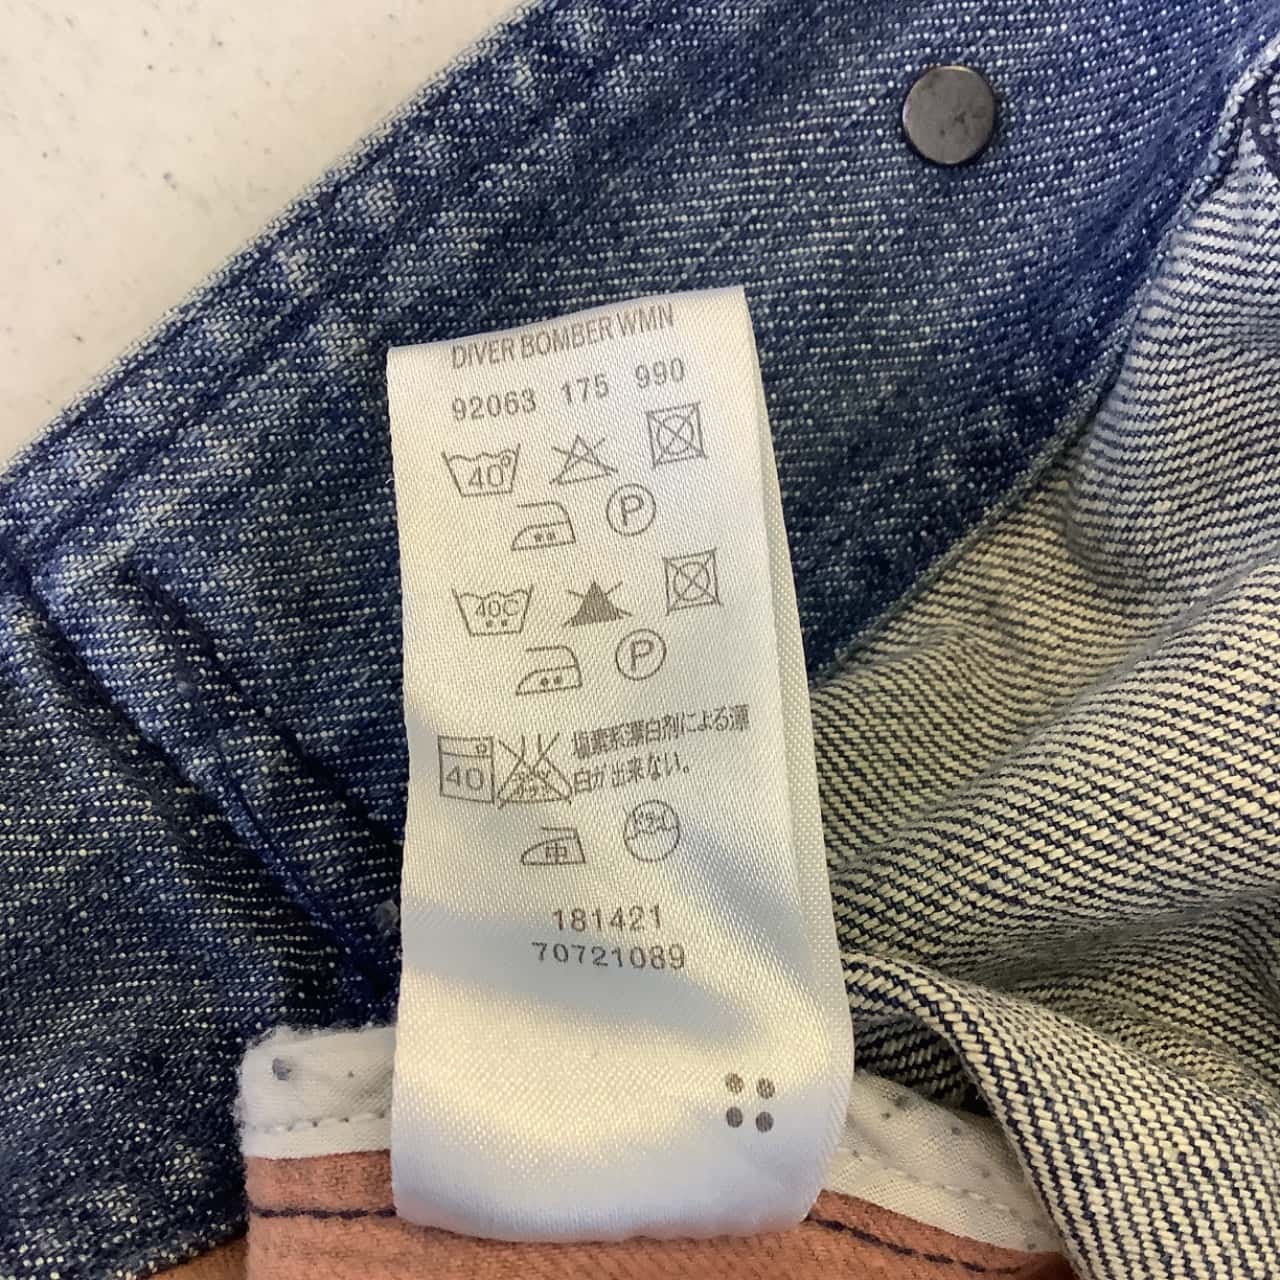 DIVER BOMBER WMN
92063 175 990
40°
P
40C
P
40 塩素系漂白剤による漂
白が出来ない。
中
181421
70721089